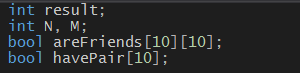 int result;
int N, M;
bool areFriends[10][10];
bool havePair[10];